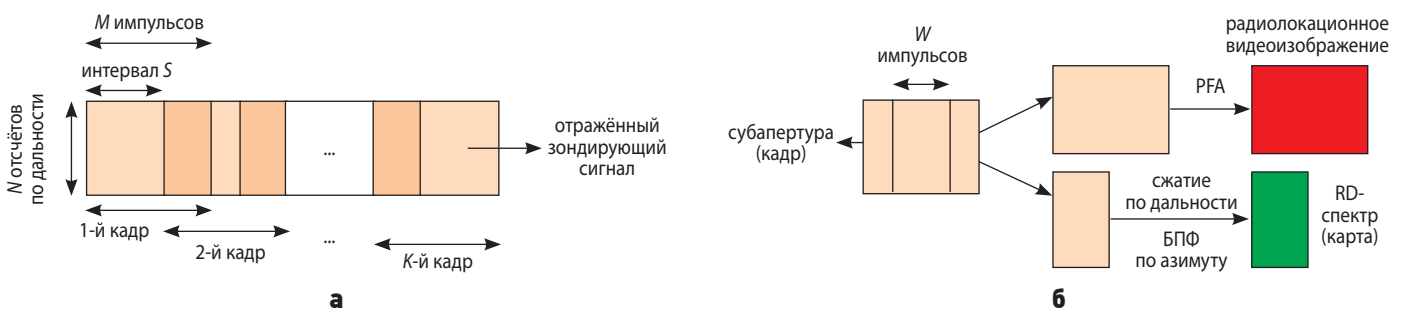 M импульсов
интервал S
N отсчётов
по дальности
...
отражённый
зондирующий
сигнал
1-й кадр
2-й кадр
...
K-й кадр
а
W
импульсов
субапертура
(кадр)
PFA
радиолокационное
видеоизображение
сжатие
по дальности
БПФ
по азимуту
RD-
спектр
(карта)
б